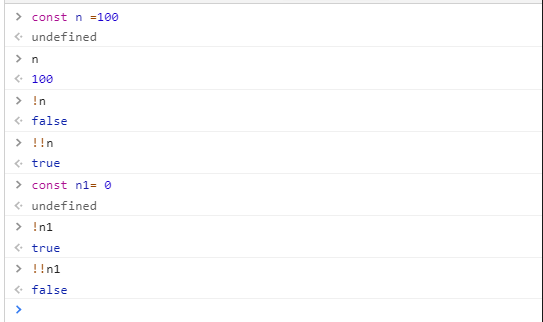 > const n =100
<· undefined
> n
<· 100
> !n
<· false
> !!n
<· true
> const n1= 0
<· undefined
> !n1
<· true
> !!n1
<· false
>